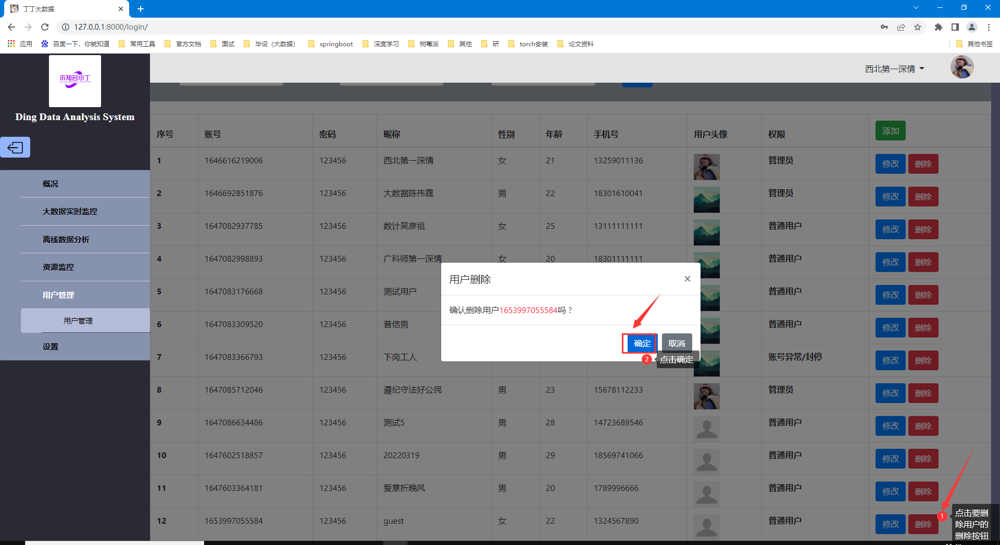 丁丁大数据
127.0.0.1:8000/login/
应用 百度一下，你就知道 常用工具 官方文档 面试 毕设（大数据） springboot 深度学习 树莓派 其他 研 torch安装 论文资料 其他书签
未知名小丁
Ding Data Analysis System
西北第一深情
概况
大数据实时监控
离线数据分析
资源监控
用户管理
用户管理
设置
序号 账号 密码 昵称 性别 年龄 手机号 用户头像 权限 添加
1 1646616219006 123456 西北第一深情 女 21 13259011136 管理员 修改 删除
2 1646692851876 123456 大数据陈伟霆 男 22 18301610041 管理员 修改 删除
3 1647082937785 123456 数计吴彦祖 女 25 13111111111 普通用户 修改 删除
4 1647082998893 123456 广科师第一深情 女 20 18301111111 普通用户 修改 删除
5 1647083176668 123456 测试用户 普通用户 修改 删除
6 1647083309520 123456 普信男 普通用户 修改 删除
7 1647083366793 123456 下岗工人 账号异常/封停 修改 删除
8 1647085712046 123456 遵纪守法好公民 男 23 15678112233 管理员 修改 删除
9 1647086634486 123456 测试5 男 28 14723689546 普通用户 修改 删除
10 1647602518857 123456 20220319 男 29 18569741066 普通用户 修改 删除
11 1647603364181 123456 爱意折晚风 男 20 1789996666 普通用户 修改 删除
12 1653997055584 123456 guest 女 22 1324567890 普通用户 修改 删除
用户删除 ×
确认删除用户1653997055584吗？
确定 取消
2 点击确定
1 点击要删
除用户的
删除按钮